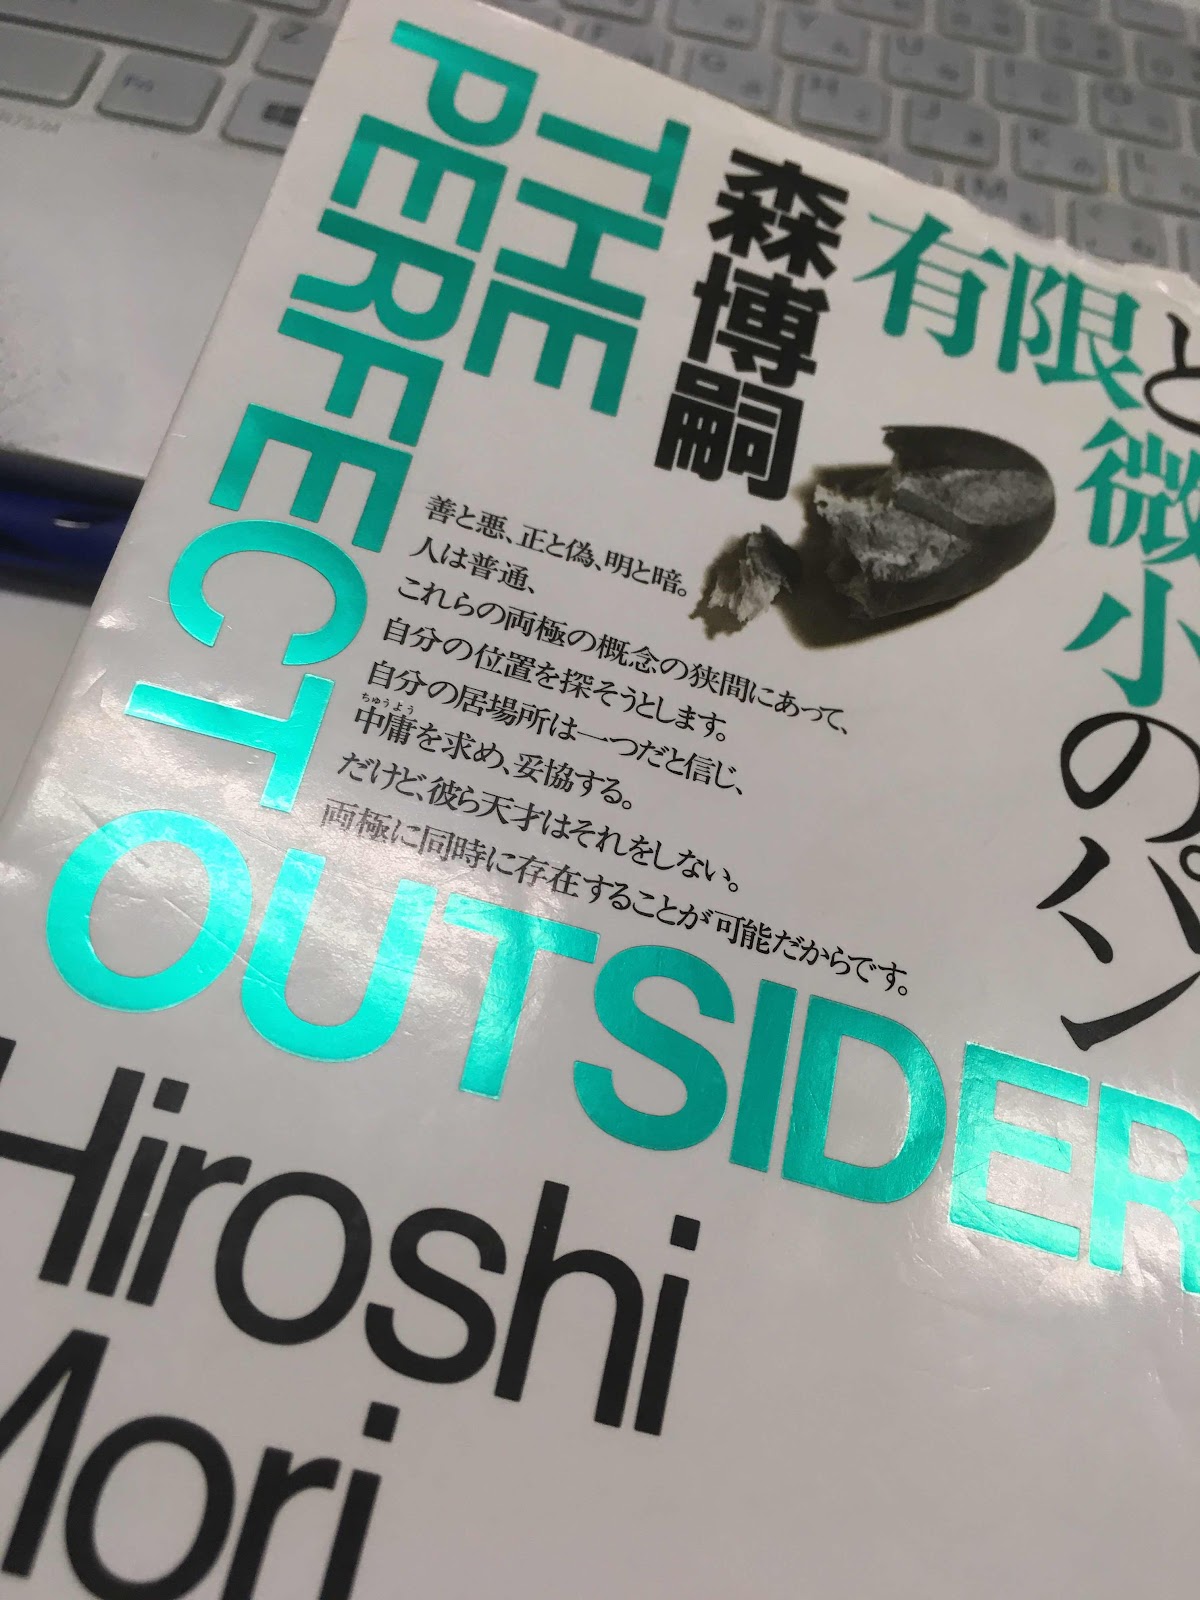 有限と微小のパン
森博嗣
THE
PERFECT
OUTSIDER
善と悪、正と偽、明と暗。
人は普通、
これらの両極の概念の狭間にあって、
自分の位置を探そうとします。
自分の居場所は一つだと信じ、
ちゅうよう
中庸を求め、妥協する。
だけど、彼ら天才はそれをしない。
両極に同時に存在することが可能だからです。
Hiroshi
Mori